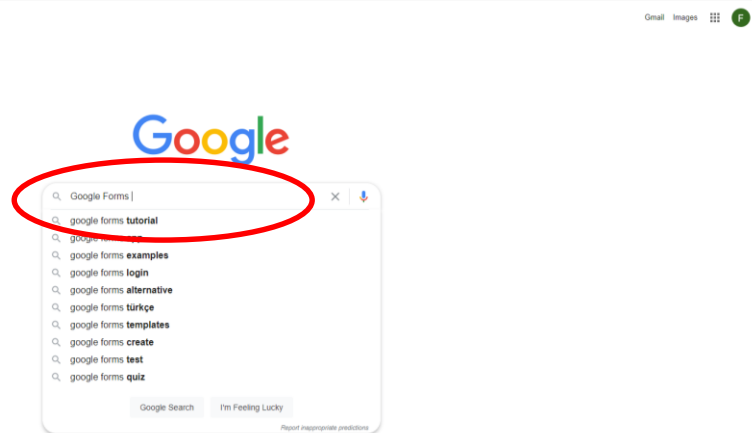 Gmail Images
F
Google
Google Forms
google forms tutorial
google forms
google forms examples
google forms login
google forms alternative
google forms türkçe
google forms templates
google forms create
google forms test
google forms quiz
Google Search I'm Feeling Lucky
Report inappropriate predictions